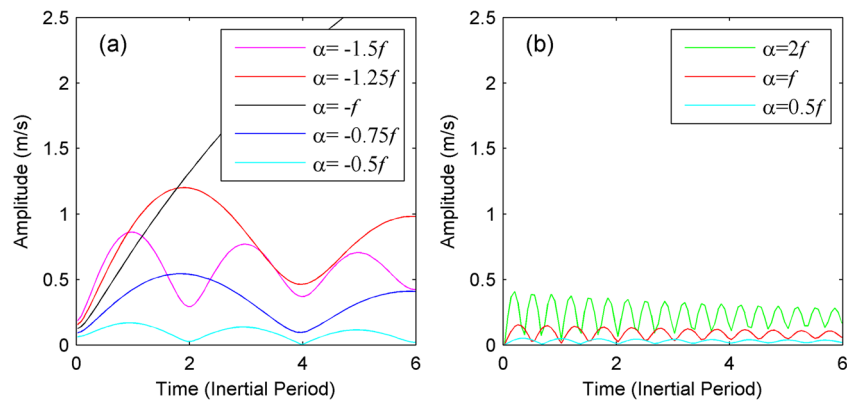 (a)
α= -1.5f
α= -1.25f
α= -f
α= -0.75f
α= -0.5f
2.5
2
1.5
1
0.5
0
0 2 4 6
Amplitude (m/s)
Time (Inertial Period)
(b)
α=2f
α=f
α=0.5f
2.5
2
1.5
1
0.5
0
0 2 4 6
Amplitude (m/s)
Time (Inertial Period)